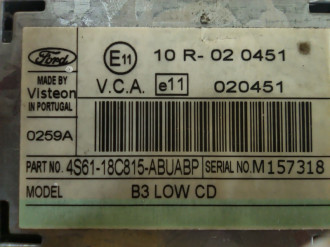 Ford
E11 10 R- 02 0451
MADE BY
Visteon
IN PORTUGAL
V.C.A. e11 020451
0259A
PART NO. 4S61-18C815-ABUABP SERIAL NO. M157318
MODEL B3 LOW CD